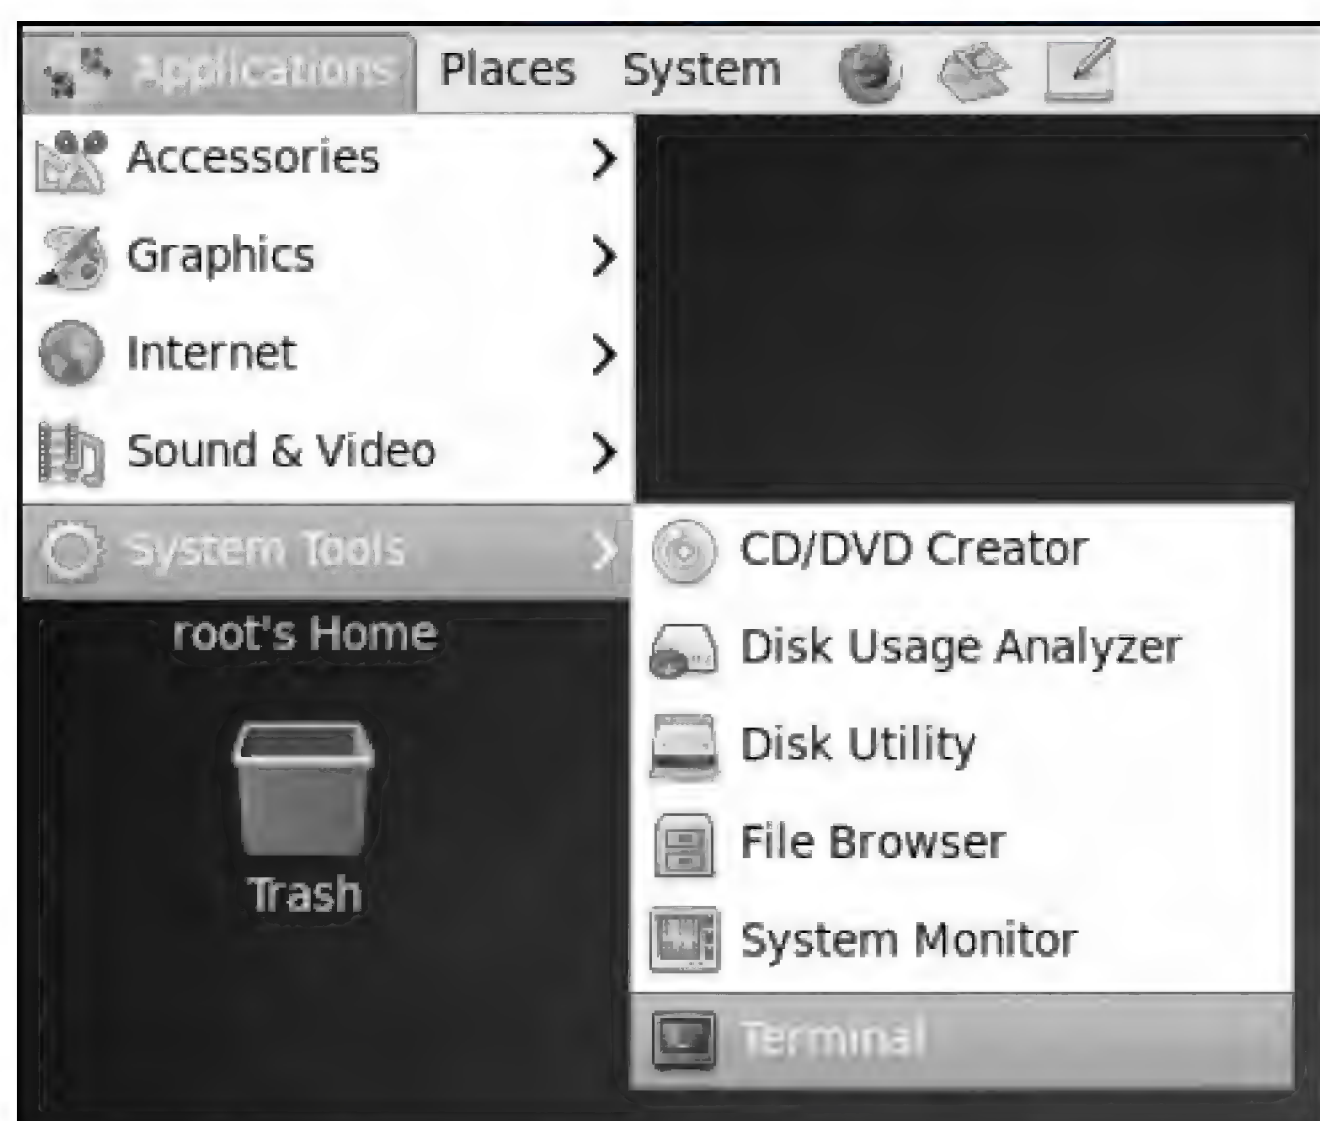 Applications Places System
Accessories
Graphics
Internet
Sound & Video
System Tools
CD/DVD Creator
Disk Usage Analyzer
Disk Utility
File Browser
System Monitor
Terminal
root's Home
Trash